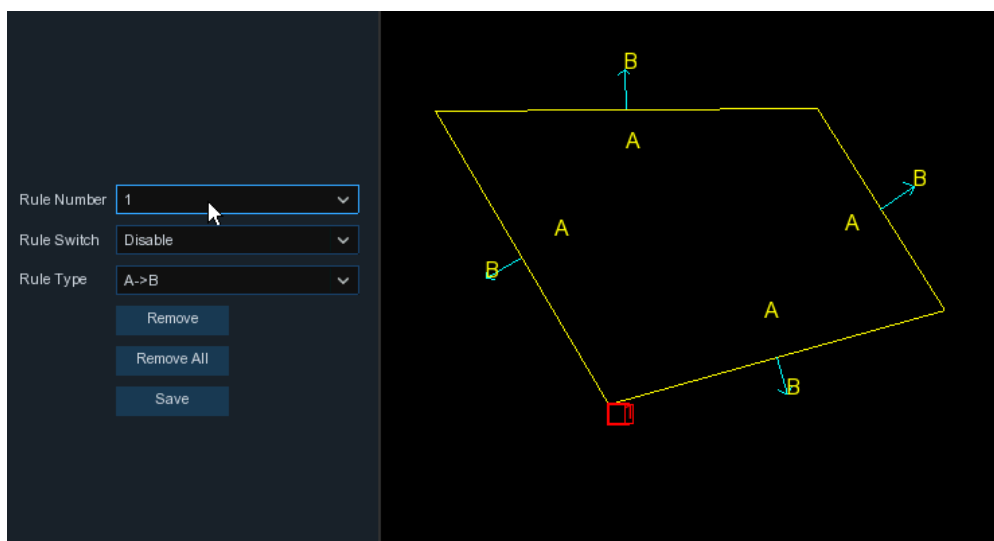 Rule Number 1
Rule Switch Disable
Rule Type A->B
Remove
Remove All
Save
B
A
B
A
A
B
A
B